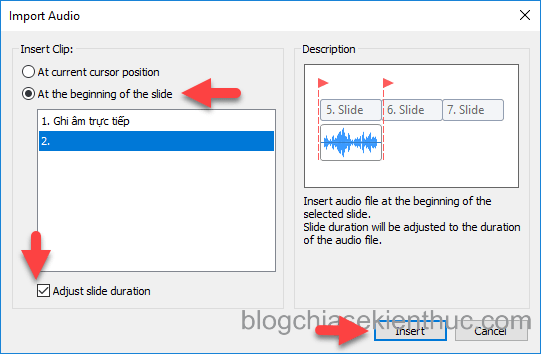 Import Audio
Insert Clip:
At current cursor position
At the beginning of the slide
1. Ghi âm trực tiếp
2.
Adjust slide duration
Description
5. Slide 6. Slide 7. Slide
Insert audio file at the beginning of the
selected slide.
Slide duration will be adjusted to the duration
of the audio file.
Insert Cancel
blogchiasekienthuc.com